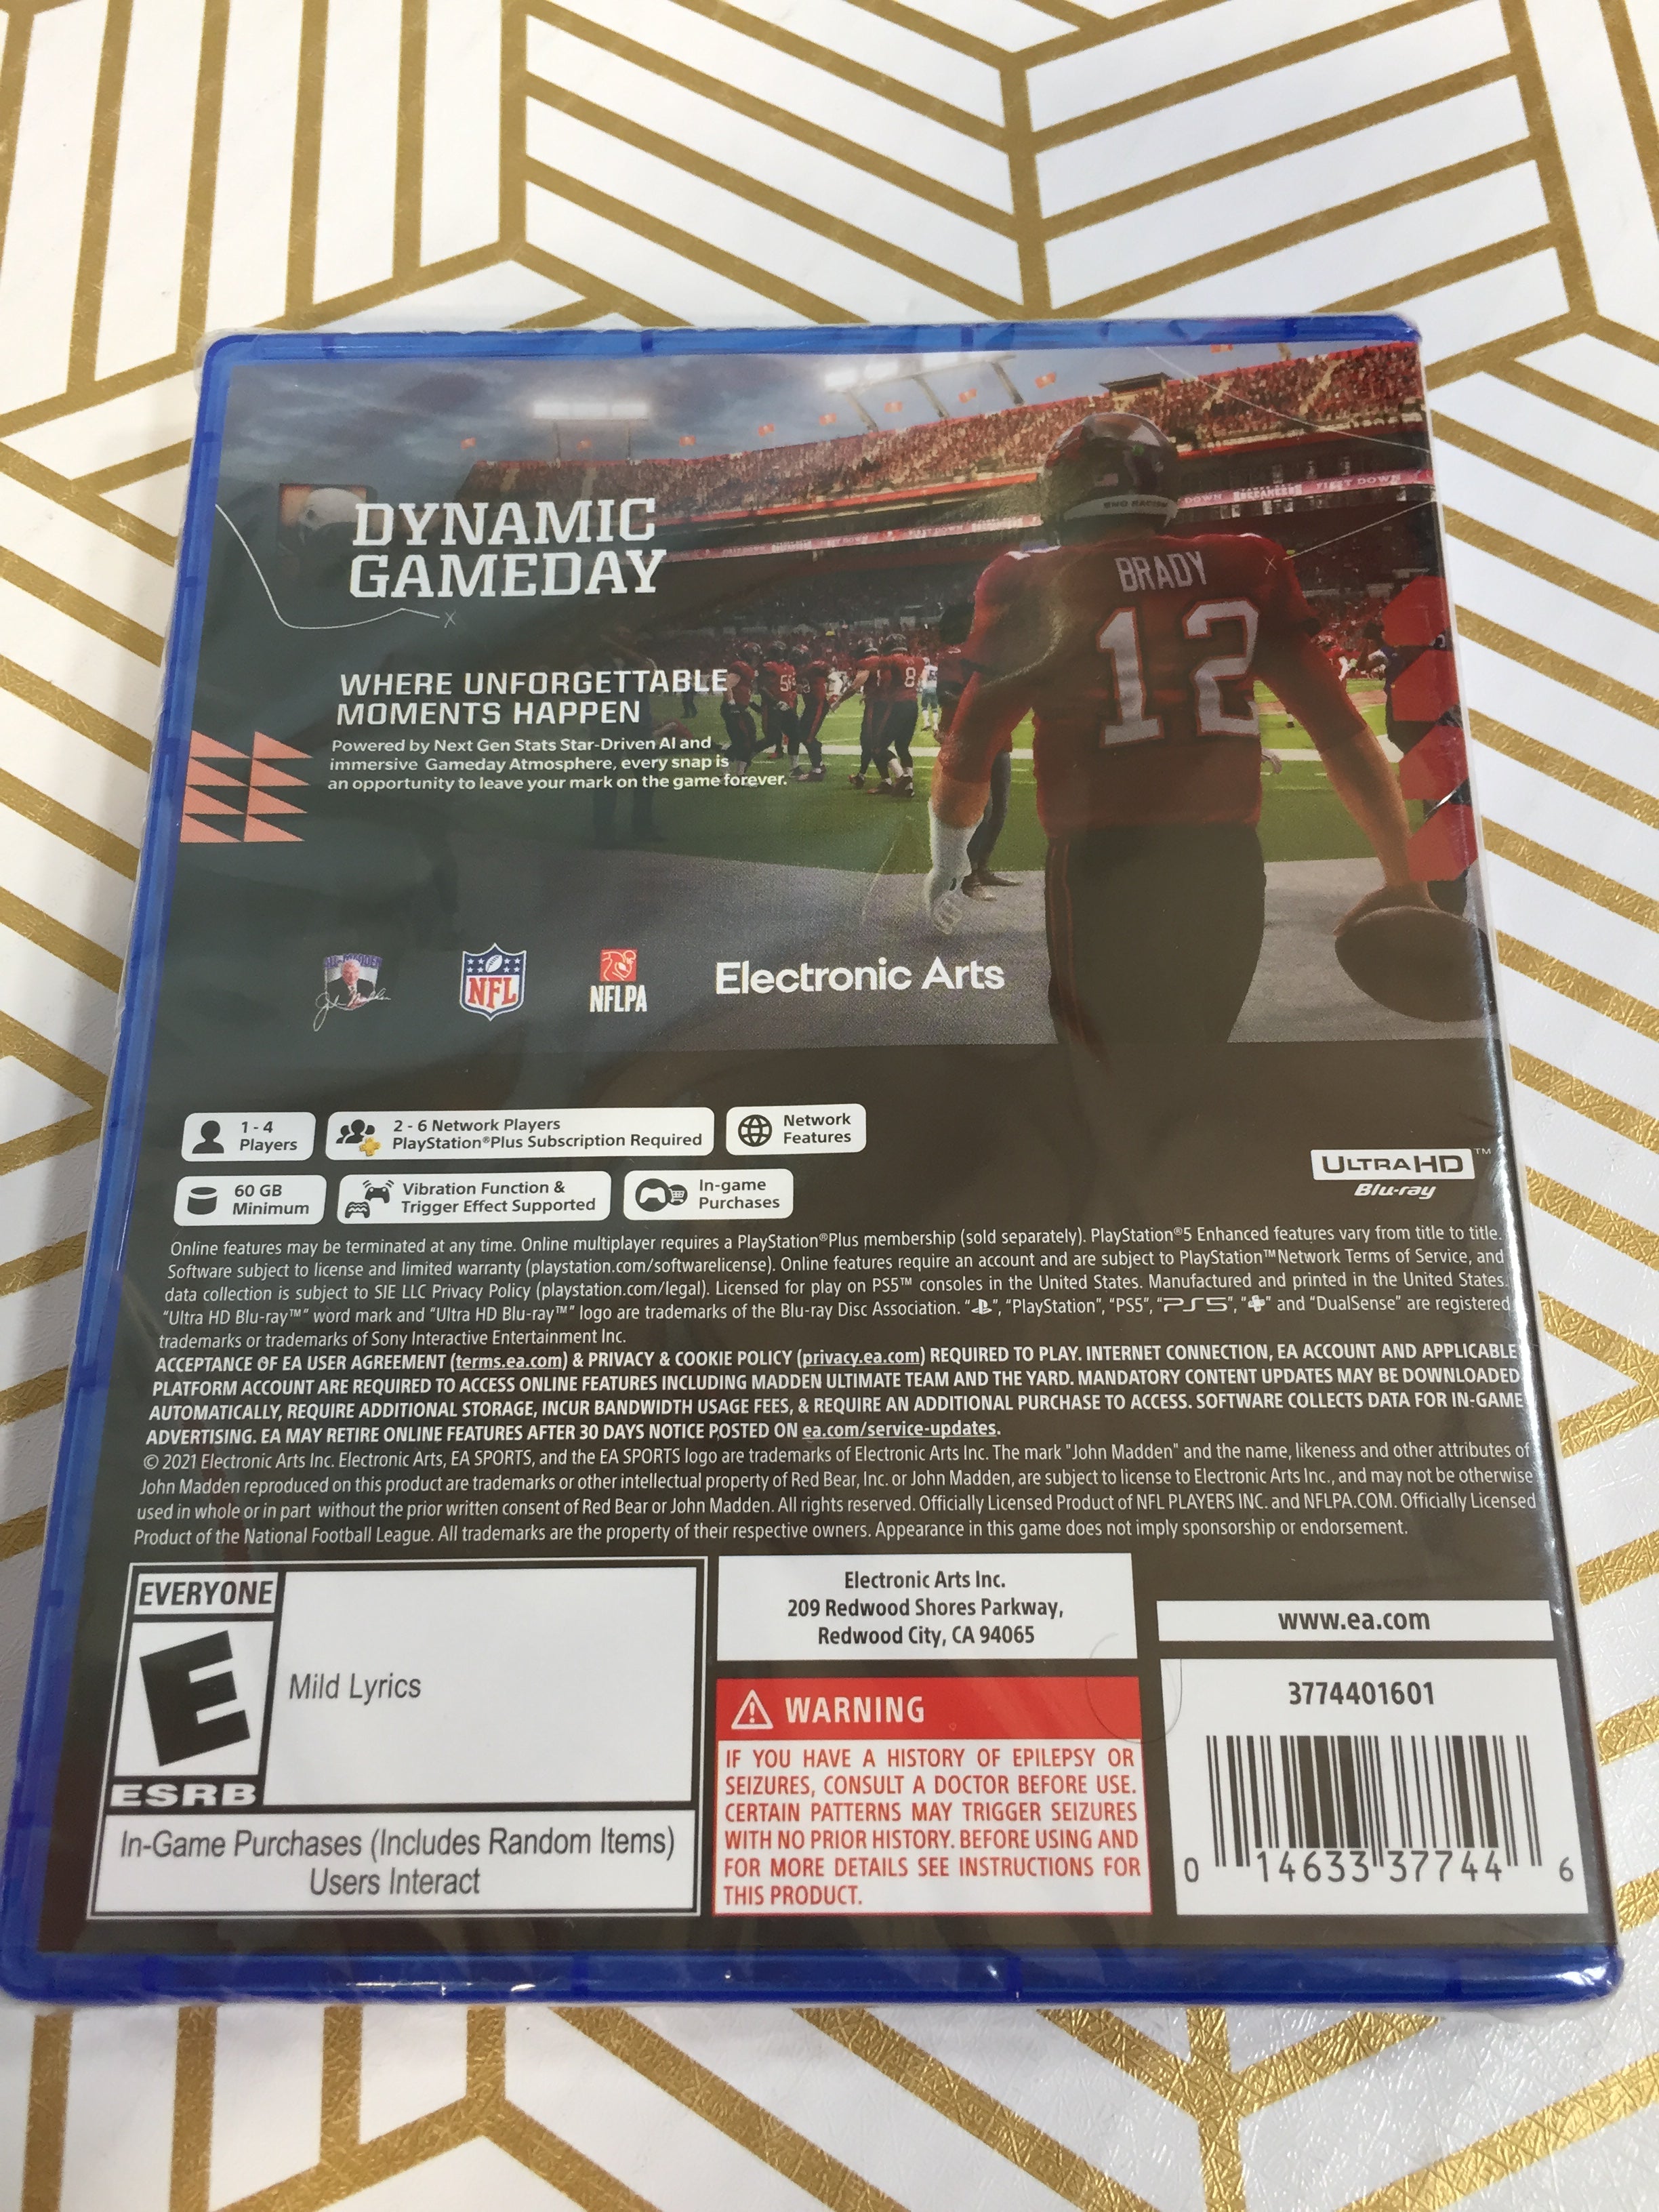 DYNAMIC
GAMEDAY
BRADY
12
WHERE UNFORGETTABLE
MOMENTS HAPPEN
Powered by Next Gen Stats Star-Driven AI and
immersive Gameday Atmosphere, every snap is
an opportunity to leave your mark on the game forever.
NFL
NFLPA
Electronic Arts
1 - 4
Players
2 - 6 Network Players
PlayStation®Plus Subscription Required
Network
Features
60 GB
Minimum
Vibration Function &
Trigger Effect Supported
In-game
Purchases
ULTRA HD™
Blu-ray
Online features may be terminated at any time. Online multiplayer requires a PlayStation®Plus membership (sold separately). PlayStation®5 Enhanced features vary from title to title.
Software subject to license and limited warranty (playstation.com/softwarelicense). Online features require an account and are subject to PlayStation™Network Terms of Service, and
data collection is subject to SIE LLC Privacy Policy (playstation.com/legal). Licensed for play on PS5™ consoles in the United States. Manufactured and printed in the United States.
"Ultra HD Blu-ray™" word mark and "Ultra HD Blu-ray™" logo are trademarks of the Blu-ray Disc Association. "", "PlayStation", "PS5", "PS5", "" and "DualSense" are registered
trademarks or trademarks of Sony Interactive Entertainment Inc.
ACCEPTANCE OF EA USER AGREEMENT (terms.ea.com) & PRIVACY & COOKIE POLICY (privacy.ea.com) REQUIRED TO PLAY. INTERNET CONNECTION, EA ACCOUNT AND APPLICABLE
PLATFORM ACCOUNT ARE REQUIRED TO ACCESS ONLINE FEATURES INCLUDING MADDEN ULTIMATE TEAM AND THE YARD. MANDATORY CONTENT UPDATES MAY BE DOWNLOADED
AUTOMATICALLY, REQUIRE ADDITIONAL STORAGE, INCUR BANDWIDTH USAGE FEES, & REQUIRE AN ADDITIONAL PURCHASE TO ACCESS. SOFTWARE COLLECTS DATA FOR IN-GAME
ADVERTISING. EA MAY RETIRE ONLINE FEATURES AFTER 30 DAYS NOTICE POSTED ON ea.com/service-updates.
© 2021 Electronic Arts Inc. Electronic Arts, EA SPORTS, and the EA SPORTS logo are trademarks of Electronic Arts Inc. The mark "John Madden" and the name, likeness and other attributes of
John Madden reproduced on this product are trademarks or other intellectual property of Red Bear, Inc. or John Madden, are subject to license to Electronic Arts Inc., and may not be otherwise
used in whole or in part without the prior written consent of Red Bear or John Madden. All rights reserved. Officially Licensed Product of NFL PLAYERS INC. and NFLPA.COM. Officially Licensed
Product of the National Football League. All trademarks are the property of their respective owners. Appearance in this game does not imply sponsorship or endorsement.
EVERYONE
E
ESRB
Mild Lyrics
In-Game Purchases (Includes Random Items)
Users Interact
Electronic Arts Inc.
209 Redwood Shores Parkway,
Redwood City, CA 94065
WARNING
IF YOU HAVE A HISTORY OF EPILEPSY OR
SEIZURES, CONSULT A DOCTOR BEFORE USE.
CERTAIN PATTERNS MAY TRIGGER SEIZURES
WITH NO PRIOR HISTORY. BEFORE USING AND
FOR MORE DETAILS SEE INSTRUCTIONS FOR
THIS PRODUCT.
www.ea.com
3774401601
0 14633 37744 6